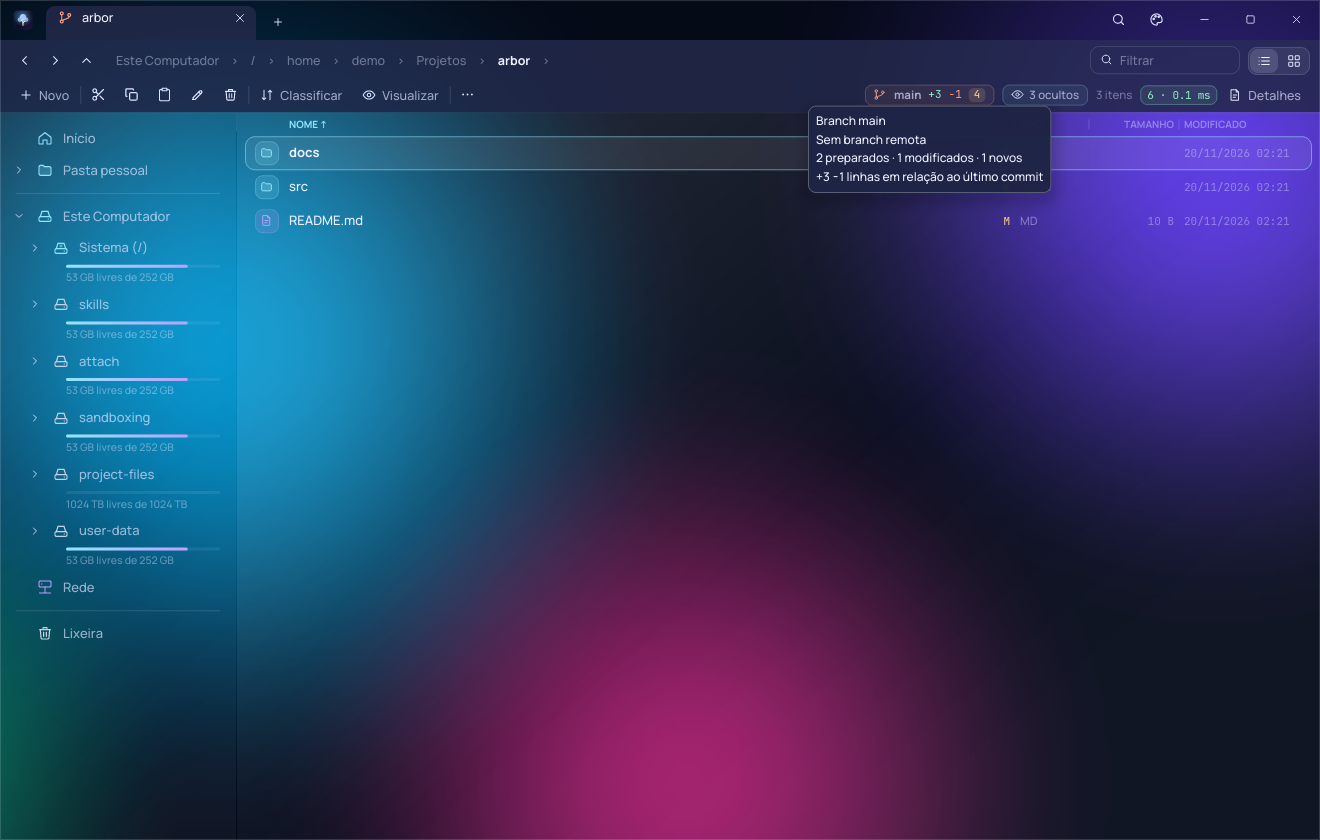 arbor
Este Computador › / › home › demo › Projetos › arbor ›
Filtrar
Novo
Classificar
Visualizar
main +3 -1 4
3 ocultos
3 itens
6 · 0.1 ms
Detalhes
Branch main
Sem branch remota
2 preparados · 1 modificados · 1 novos
+3 -1 linhas em relação ao último commit
Início
Pasta pessoal
Este Computador
Sistema (/)
53 GB livres de 252 GB
skills
53 GB livres de 252 GB
attach
53 GB livres de 252 GB
sandboxing
53 GB livres de 252 GB
project-files
1024 TB livres de 1024 TB
user-data
53 GB livres de 252 GB
Rede
Lixeira
NOME ↑ TAMANHO MODIFICADO
docs 20/11/2026 02:21
src 20/11/2026 02:21
README.md M MD 10 B 20/11/2026 02:21